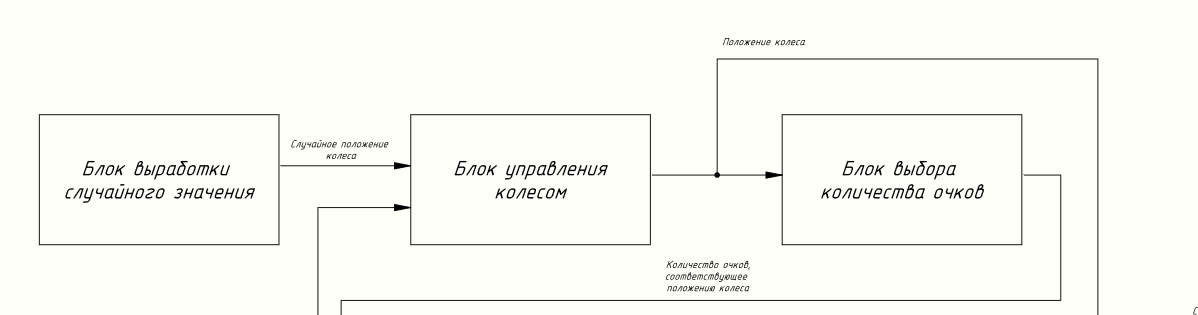 Положение колеса
Блок выработки
случайного значения
Случайное положение
колеса
Блок управления
колесом
Блок выбора
количества очков
Количество очков,
соответствующее
положению колеса